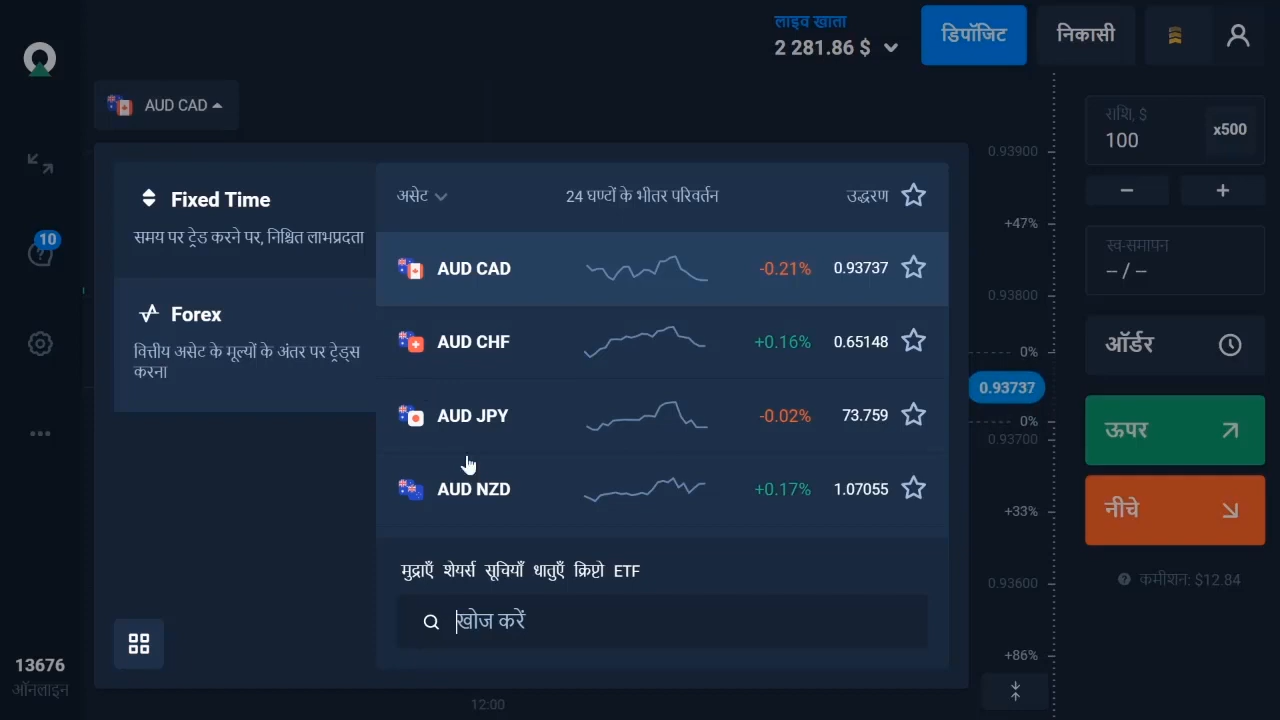 लाइव खाता
2 281.86 $
डिपॉजिट
निकासी
AUD CAD
Fixed Time
समय पर ट्रेड करने पर, निश्चित लाभप्रदता
Forex
वित्तीय असेट के मूल्यों के अंतर पर ट्रेड्स
करना
असेट
24 घण्टों के भीतर परिवर्तन
उद्धरण
AUD CAD -0.21% 0.93737
AUD CHF +0.16% 0.65148
AUD JPY -0.02% 73.759
AUD NZD +0.17% 1.07055
मुद्राएँ शेयर्स सूचियाँ धातुएँ क्रिप्टो ETF
खोज करें
10
13676
ऑनलाइन
12:00
0.93900
+47%
0.93800
0%
0.93737
0%
0.93700
+33%
0.93600
+86%
राशि, $
100
x500
−
+
स्व-समापन
– / –
ऑर्डर
ऊपर
नीचे
कमीशन: $12.84